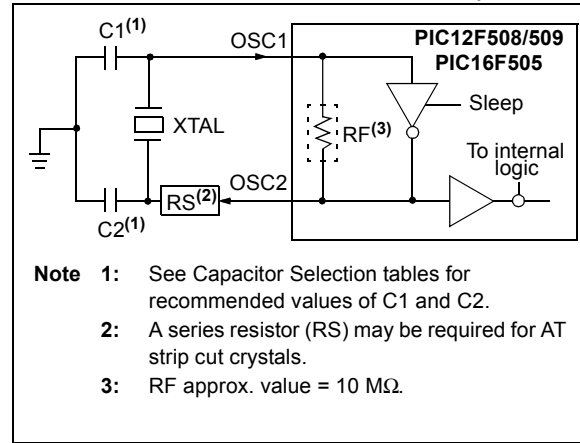 C1(1)
OSC1
PIC12F508/509
PIC16F505
Sleep
XTAL
RF(3)
To internal
logic
OSC2
RS(2)
C2(1)
Note 1: See Capacitor Selection tables for
recommended values of C1 and C2.
2: A series resistor (RS) may be required for AT
strip cut crystals.
3: RF approx. value = 10 MΩ.